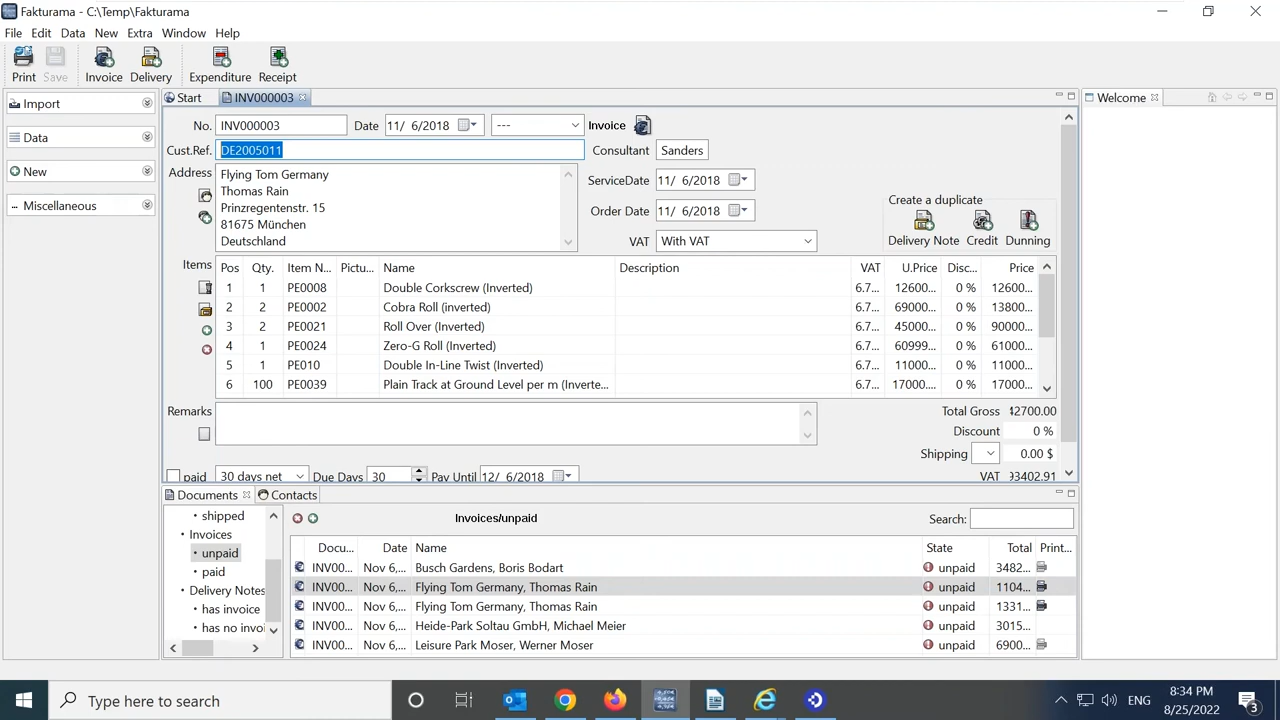 Fakturama - C:\Temp\Fakturama
File Edit Data New Extra Window Help
Print Save Invoice Delivery Expenditure Receipt
Import
Data
New
Miscellaneous
Start INV000003
No. INV000003 Date 11/ 6/2018 --- Invoice
Cust.Ref. DE2005011 Consultant Sanders
Address Flying Tom Germany
Thomas Rain
Prinzregentenstr. 15
81675 München
Deutschland
ServiceDate 11/ 6/2018
Order Date 11/ 6/2018
VAT With VAT
Create a duplicate
Delivery Note Credit Dunning
Items Pos Qty. Item N... Pictu... Name Description VAT U.Price Disc... Price
1 1 PE0008 Double Corkscrew (Inverted) 6.7... 12600... 0 % 12600...
2 2 PE0002 Cobra Roll (inverted) 6.7... 69000... 0 % 13800...
3 2 PE0021 Roll Over (Inverted) 6.7... 45000... 0 % 90000...
4 1 PE0024 Zero-G Roll (Inverted) 6.7... 60999... 0 % 61000...
5 1 PE010 Double In-Line Twist (Inverted) 6.7... 11000... 0 % 11000...
6 100 PE0039 Plain Track at Ground Level per m (Inverte... 6.7... 17000.... 0 % 17000...
Remarks
Total Gross 12700.00
Discount 0 %
Shipping 0.00 $
VAT 93402.91
paid 30 days net Due Days 30 Pay Until 12/ 6/2018
Welcome
Documents Contacts
shipped
Invoices
unpaid
paid
Delivery Notes
has invoice
has no invoi
Invoices/unpaid
Search:
Docu... Date Name State Total Print...
INV00... Nov 6,... Busch Gardens, Boris Bodart unpaid 3482...
INV00... Nov 6,... Flying Tom Germany, Thomas Rain unpaid 1104...
INV00... Nov 6,... Flying Tom Germany, Thomas Rain unpaid 1331...
INV00... Nov 6,... Heide-Park Soltau GmbH, Michael Meier unpaid 3015...
INV00... Nov 6,... Leisure Park Moser, Werner Moser unpaid 6900...
Type here to search
ENG
8:34 PM
8/25/2022
3